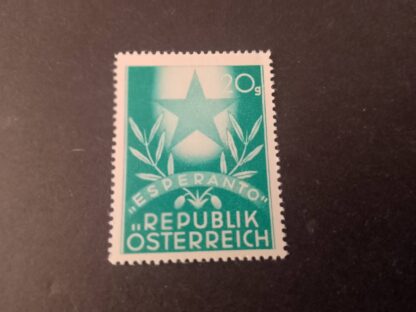 20g
"ESPERANTO"
"REPUBLIK
ÖSTERREICH